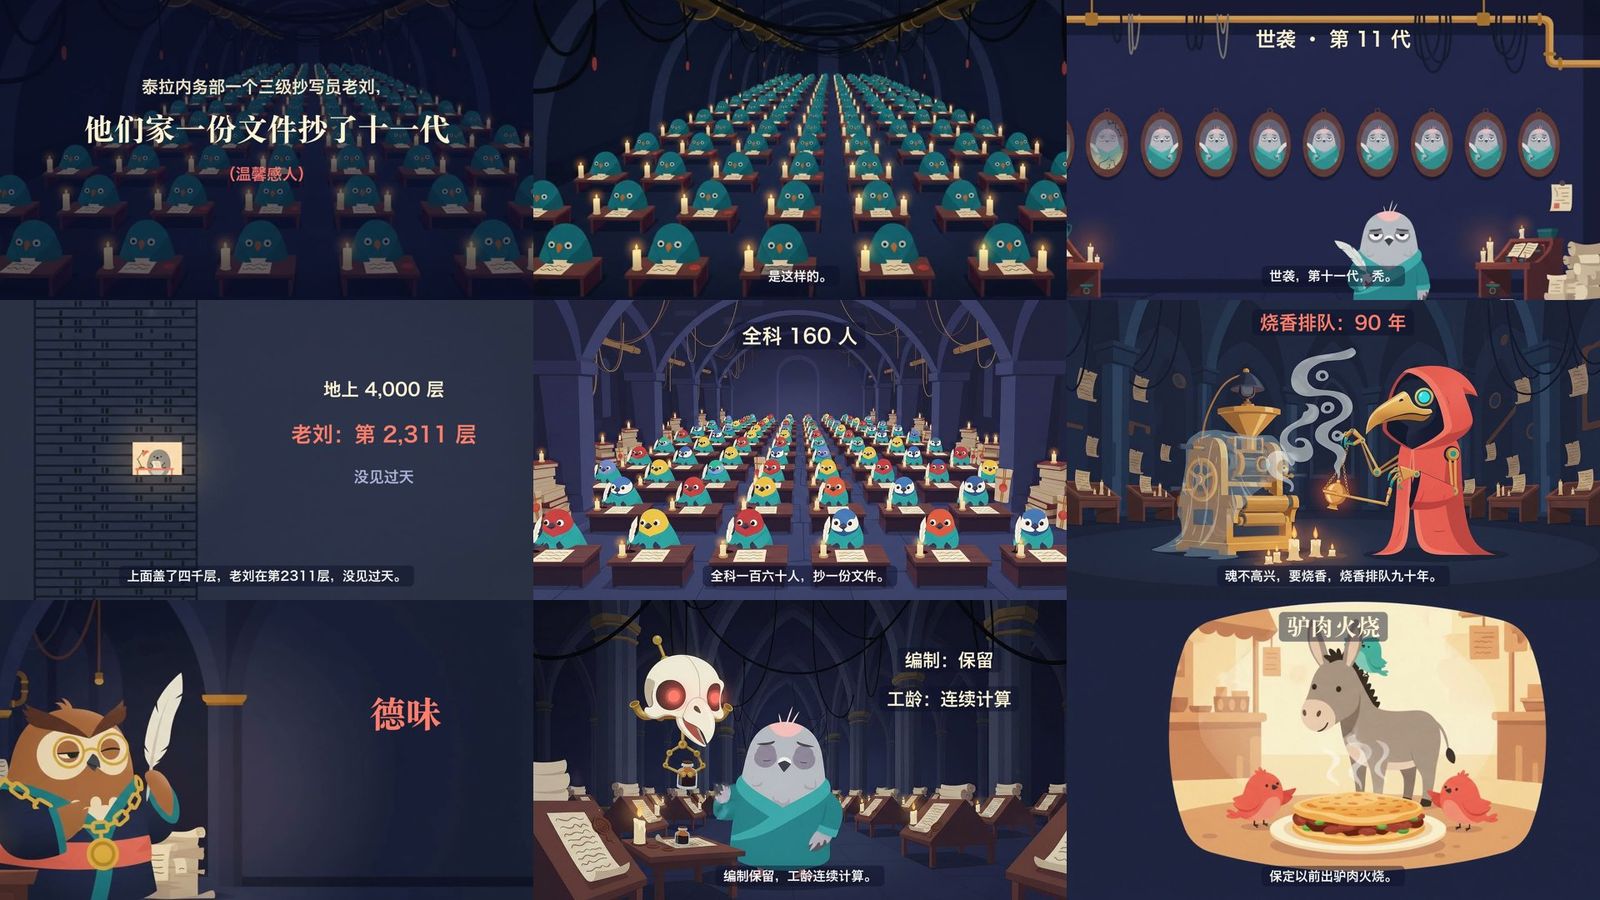 泰拉内务部一个三级抄写员老刘，
他们家一份文件抄了十一代
（温馨感人）
是这样的。
世袭 · 第 11 代
世袭，第十一代，秃。
地上 4,000 层
老刘：第 2,311 层
没见过天
上面盖了四千层，老刘在第2311层，没见过天。
全科 160 人
全科一百六十人，抄一份文件。
烧香排队：90 年
魂不高兴，要烧香，烧香排队九十年。
德味
编制：保留
工龄：连续计算
编制保留，工龄连续计算。
驴肉火烧
保定以前出驴肉火烧。